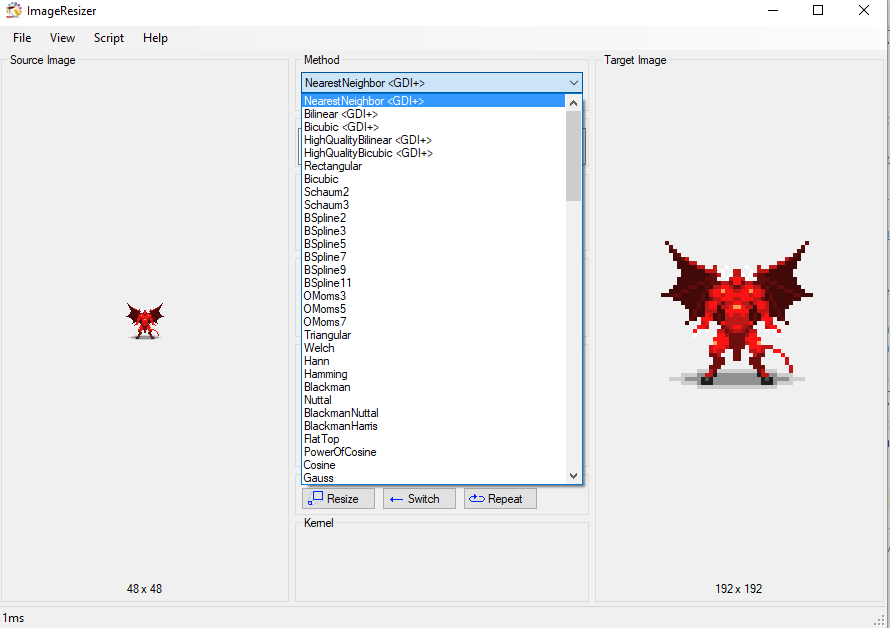 ImageResizer
File View Script Help
Source Image
Method
Target Image
NearestNeighbor <GDI+>
NearestNeighbor <GDI+>
Bilinear <GDI+>
Bicubic <GDI+>
HighQualityBilinear <GDI+>
HighQualityBicubic <GDI+>
Rectangular
Bicubic
Schaum2
Schaum3
BSpline2
BSpline3
BSpline5
BSpline7
BSpline9
BSpline11
OMoms3
OMoms5
OMoms7
Triangular
Welch
Hann
Hamming
Blackman
Nuttal
BlackmanNuttal
BlackmanHarris
FlatTop
PowerOfCosine
Cosine
Gauss
Resize Switch Repeat
Kernel
48 x 48
192 x 192
1ms